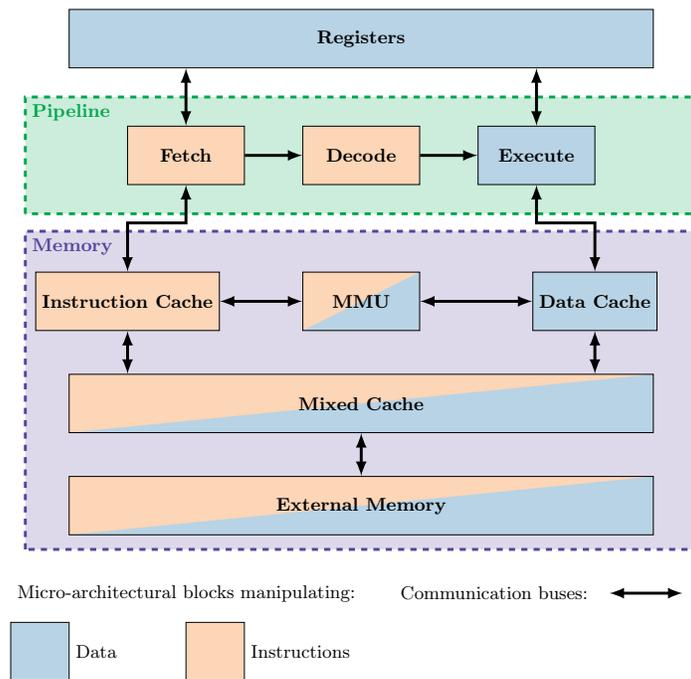 Registers
Pipeline
Fetch
Decode
Execute
Memory
Instruction Cache
MMU
Data Cache
Mixed Cache
External Memory
Micro-architectural blocks manipulating:
Communication buses:
Data
Instructions